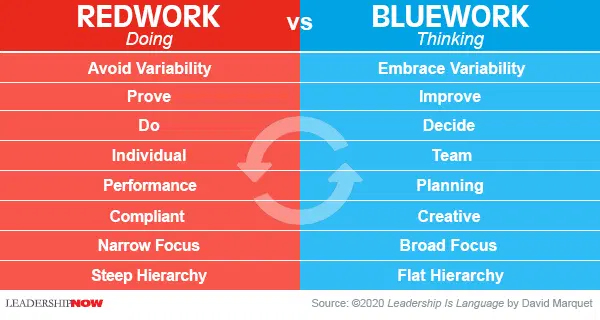 REDWORK vs BLUEWORK
Doing Thinking
Avoid Variability Embrace Variability
Prove Improve
Do Decide
Individual Team
Performance Planning
Compliant Creative
Narrow Focus Broad Focus
Steep Hierarchy Flat Hierarchy
LEADERSHIPNOW Source: ©2020 Leadership Is Language by David Marquet